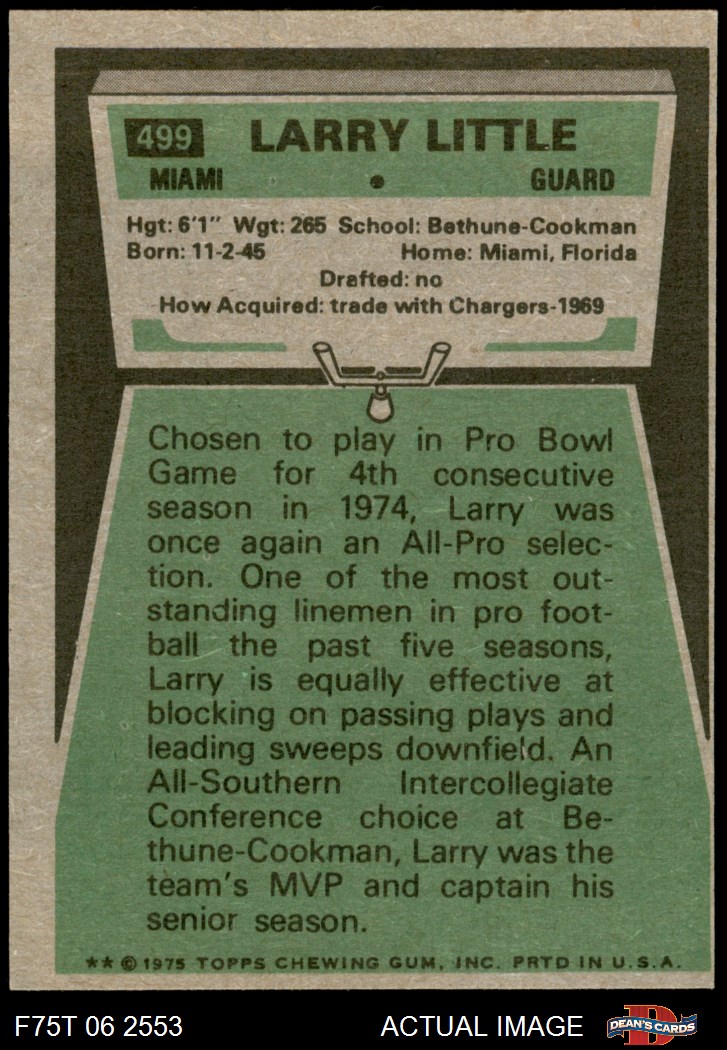 499 LARRY LITTLE
MIAMI • GUARD
Hgt: 6'1" Wgt: 265 School: Bethune-Cookman
Born: 11-2-45 Home: Miami, Florida
Drafted: no
How Acquired: trade with Chargers-1969
Chosen to play in Pro Bowl
Game for 4th consecutive
season in 1974, Larry was
once again an All-Pro selec-
tion. One of the most out-
standing linemen in pro foot-
ball the past five seasons,
Larry is equally effective at
blocking on passing plays and
leading sweeps downfield. An
All-Southern Intercollegiate
Conference choice at Be-
thune-Cookman, Larry was the
team's MVP and captain his
senior season.
** © 1975 TOPPS CHEWING GUM, INC. PRTD IN U.S.A.
F75T 06 2553 ACTUAL IMAGE D DEAN'S CARDS